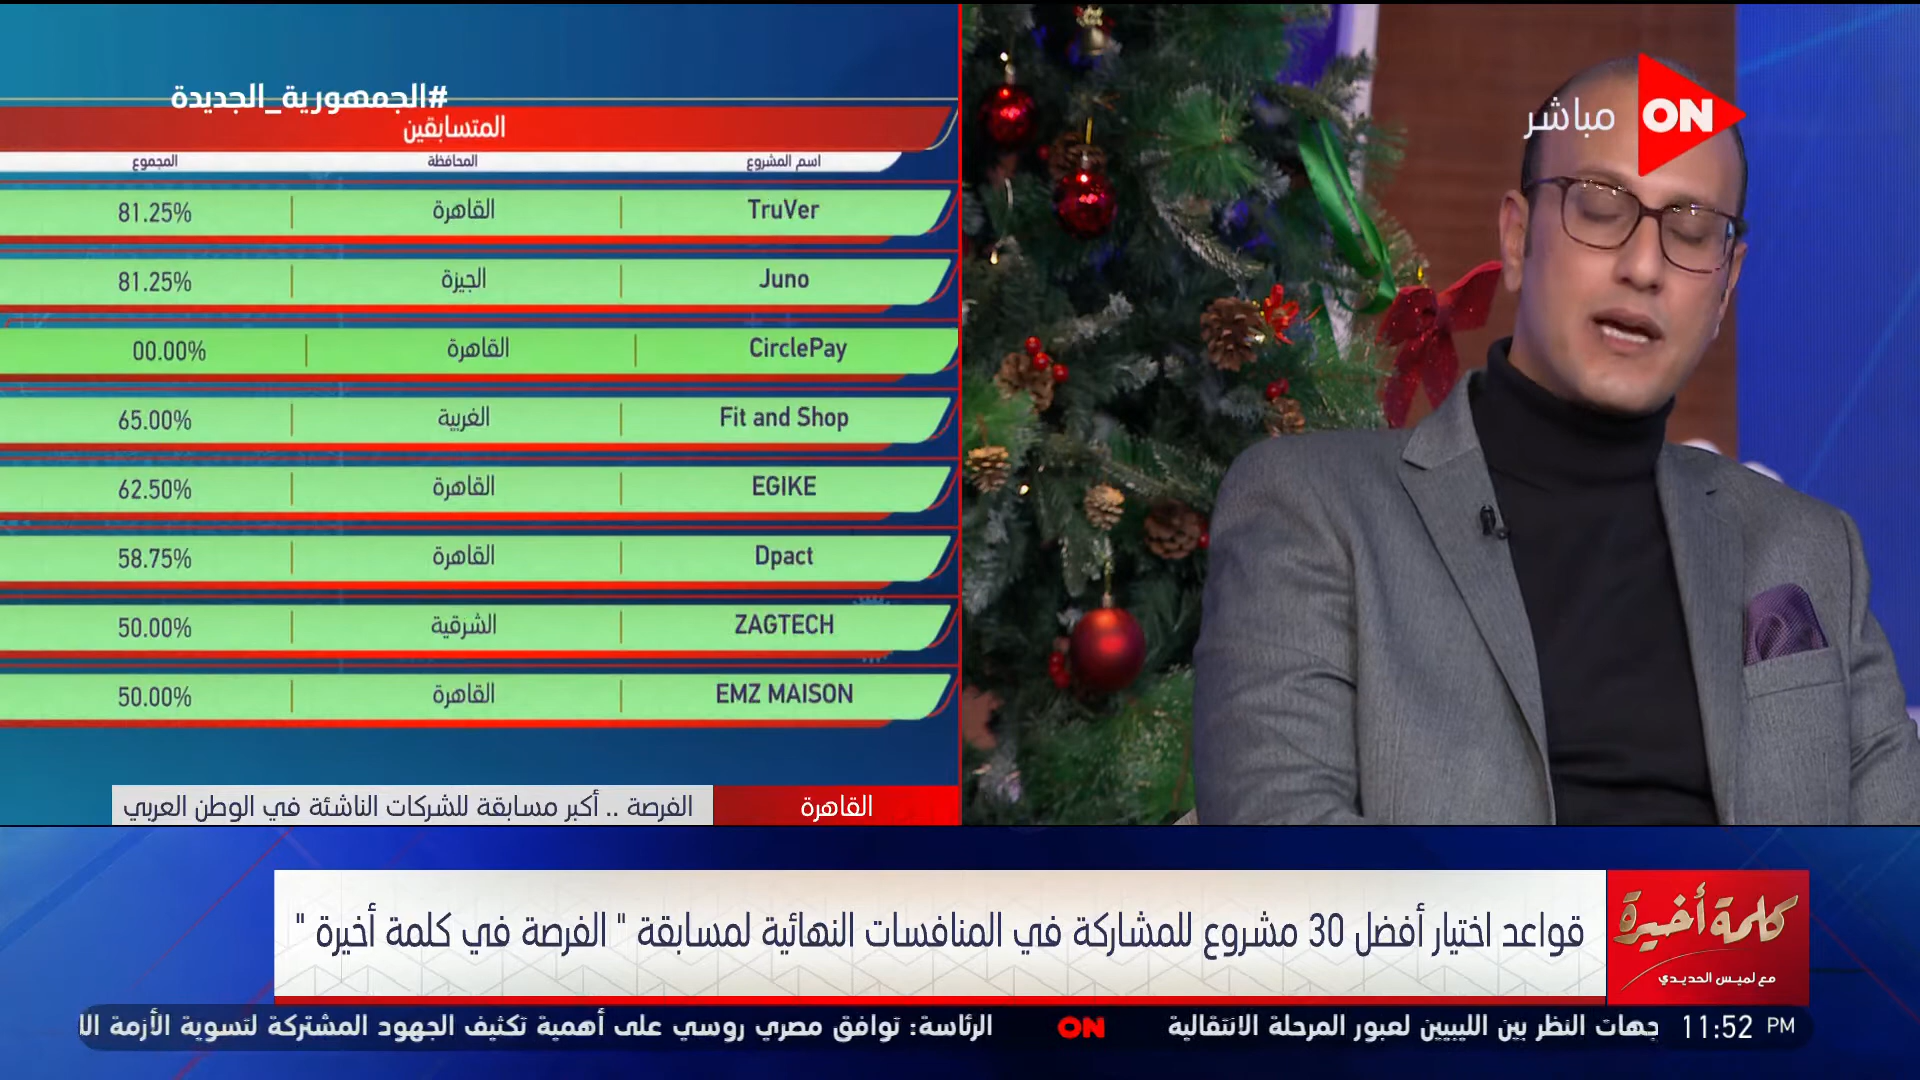 #الجمهورية_الجديدة
المتسابقين
اسم المشروع المحافظة المجموع
TruVer القاهرة 81.25%
Juno الجيزة 81.25%
CirclePay القاهرة 00.00%
Fit and Shop الغربية 65.00%
EGIKE القاهرة 62.50%
Dpact القاهرة 58.75%
ZAGTECH الشرقية 50.00%
EMZ MAISON القاهرة 50.00%
ON مباشر
القاهرة الفرصة .. أكبر مسابقة للشركات الناشئة في الوطن العربي
كلمة أخيرة
مع لميس الحديدي
قواعد اختيار أفضل 30 مشروع للمشاركة في المنافسات النهائية لمسابقة " الفرصة في كلمة أخيرة "
11:52 PM
جهات النظر بين الليبيين لعبور المرحلة الانتقالية ON الرئاسة: توافق مصري روسي على أهمية تكثيف الجهود المشتركة لتسوية الأزمة